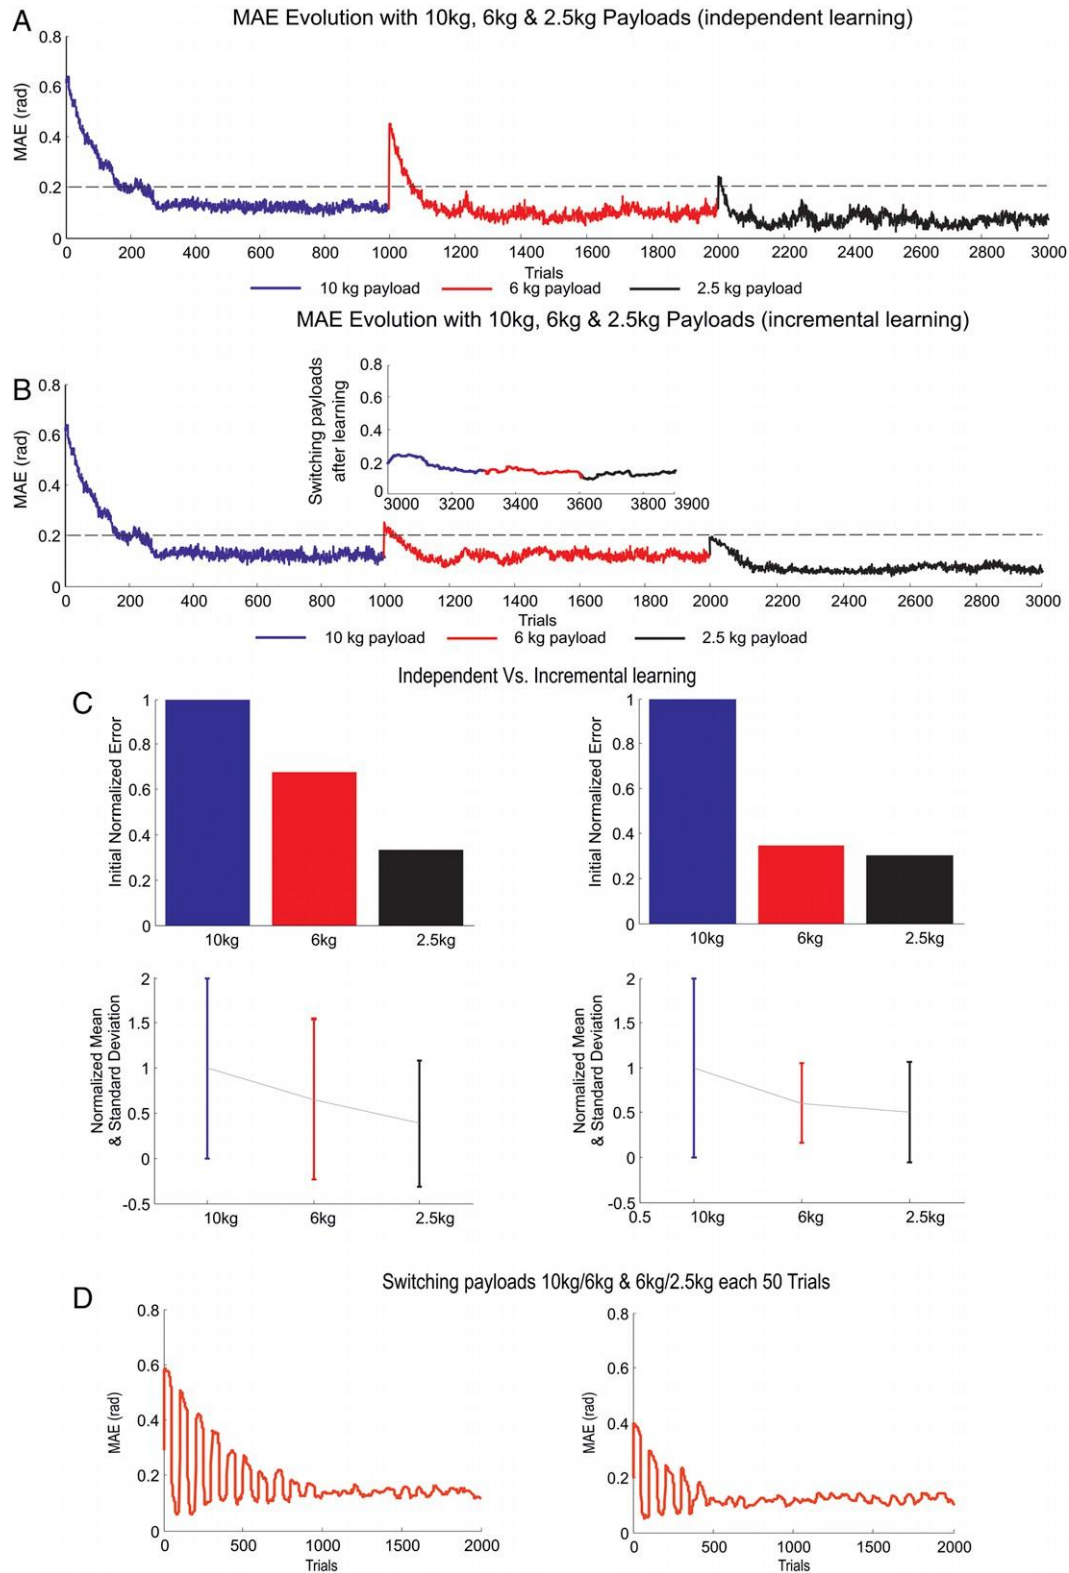 A
MAE Evolution with 10kg, 6kg & 2.5kg Payloads (independent learning)
MAE (rad)
0.8
0.6
0.4
0.2
0
0 200 400 600 800 1000 1200 1400 1600 1800 2000 2200 2400 2600 2800 3000
Trials
10 kg payload 6 kg payload 2.5 kg payload
MAE Evolution with 10kg, 6kg & 2.5kg Payloads (incremental learning)
B
MAE (rad)
0.8
0.6
0.4
0.2
0
Switching payloads
after learning
0.8
0.6
0.4
0.2
0
3000 3200 3400 3600 3800 3900
0 200 400 600 800 1000 1200 1400 1600 1800 2000 2200 2400 2600 2800 3000
Trials
10 kg payload 6 kg payload 2.5 kg payload
Independent Vs. Incremental learning
C
Initial Normalized Error
1
0.8
0.6
0.4
0.2
0
10kg 6kg 2.5kg
Initial Normalized Error
1
0.8
0.6
0.4
0.2
0
10kg 6kg 2.5kg
Normalized Mean
& Standard Deviation
2
1.5
1
0.5
0
-0.5
10kg 6kg 2.5kg
Normalized Mean
& Standard Deviation
2
1.5
1
0.5
0
-0.5
0.5 10kg 6kg 2.5kg
Switching payloads 10kg/6kg & 6kg/2.5kg each 50 Trials
D
MAE (rad)
0.8
0.6
0.4
0.2
0
0 500 1000 1500 2000
Trials
MAE (rad)
0.8
0.6
0.4
0.2
0
0 500 1000 1500 2000
Trials